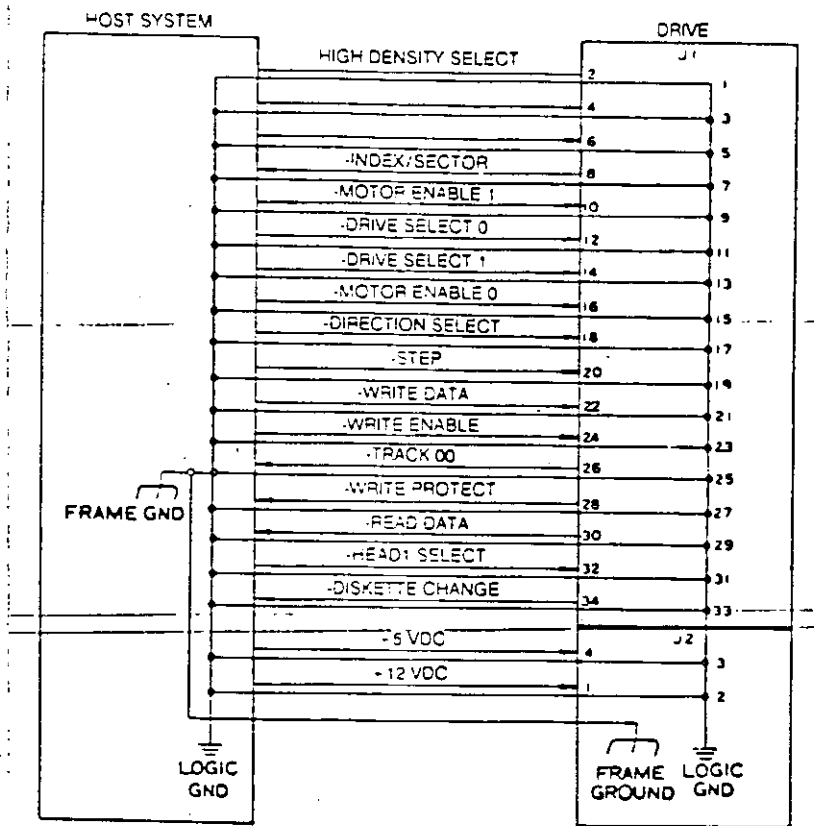 HOST SYSTEM
DRIVE
J1
HIGH DENSITY SELECT
2
1
4
3
6
5
-INDEX/SECTOR
8
7
-MOTOR ENABLE 1
10
9
-DRIVE SELECT 0
12
11
-DRIVE SELECT 1
14
13
-MOTOR ENABLE 0
16
15
-DIRECTION SELECT
18
17
-STEP
20
19
-WRITE DATA
22
21
-WRITE ENABLE
24
23
-TRACK 00
26
25
FRAME GND
-WRITE PROTECT
28
27
-READ DATA
30
29
-HEAD1 SELECT
32
31
-DISKETTE CHANGE
34
33
J2
+5 VDC
4
3
+12 VDC
1
2
LOGIC
GND
FRAME
GROUND
LOGIC
GND